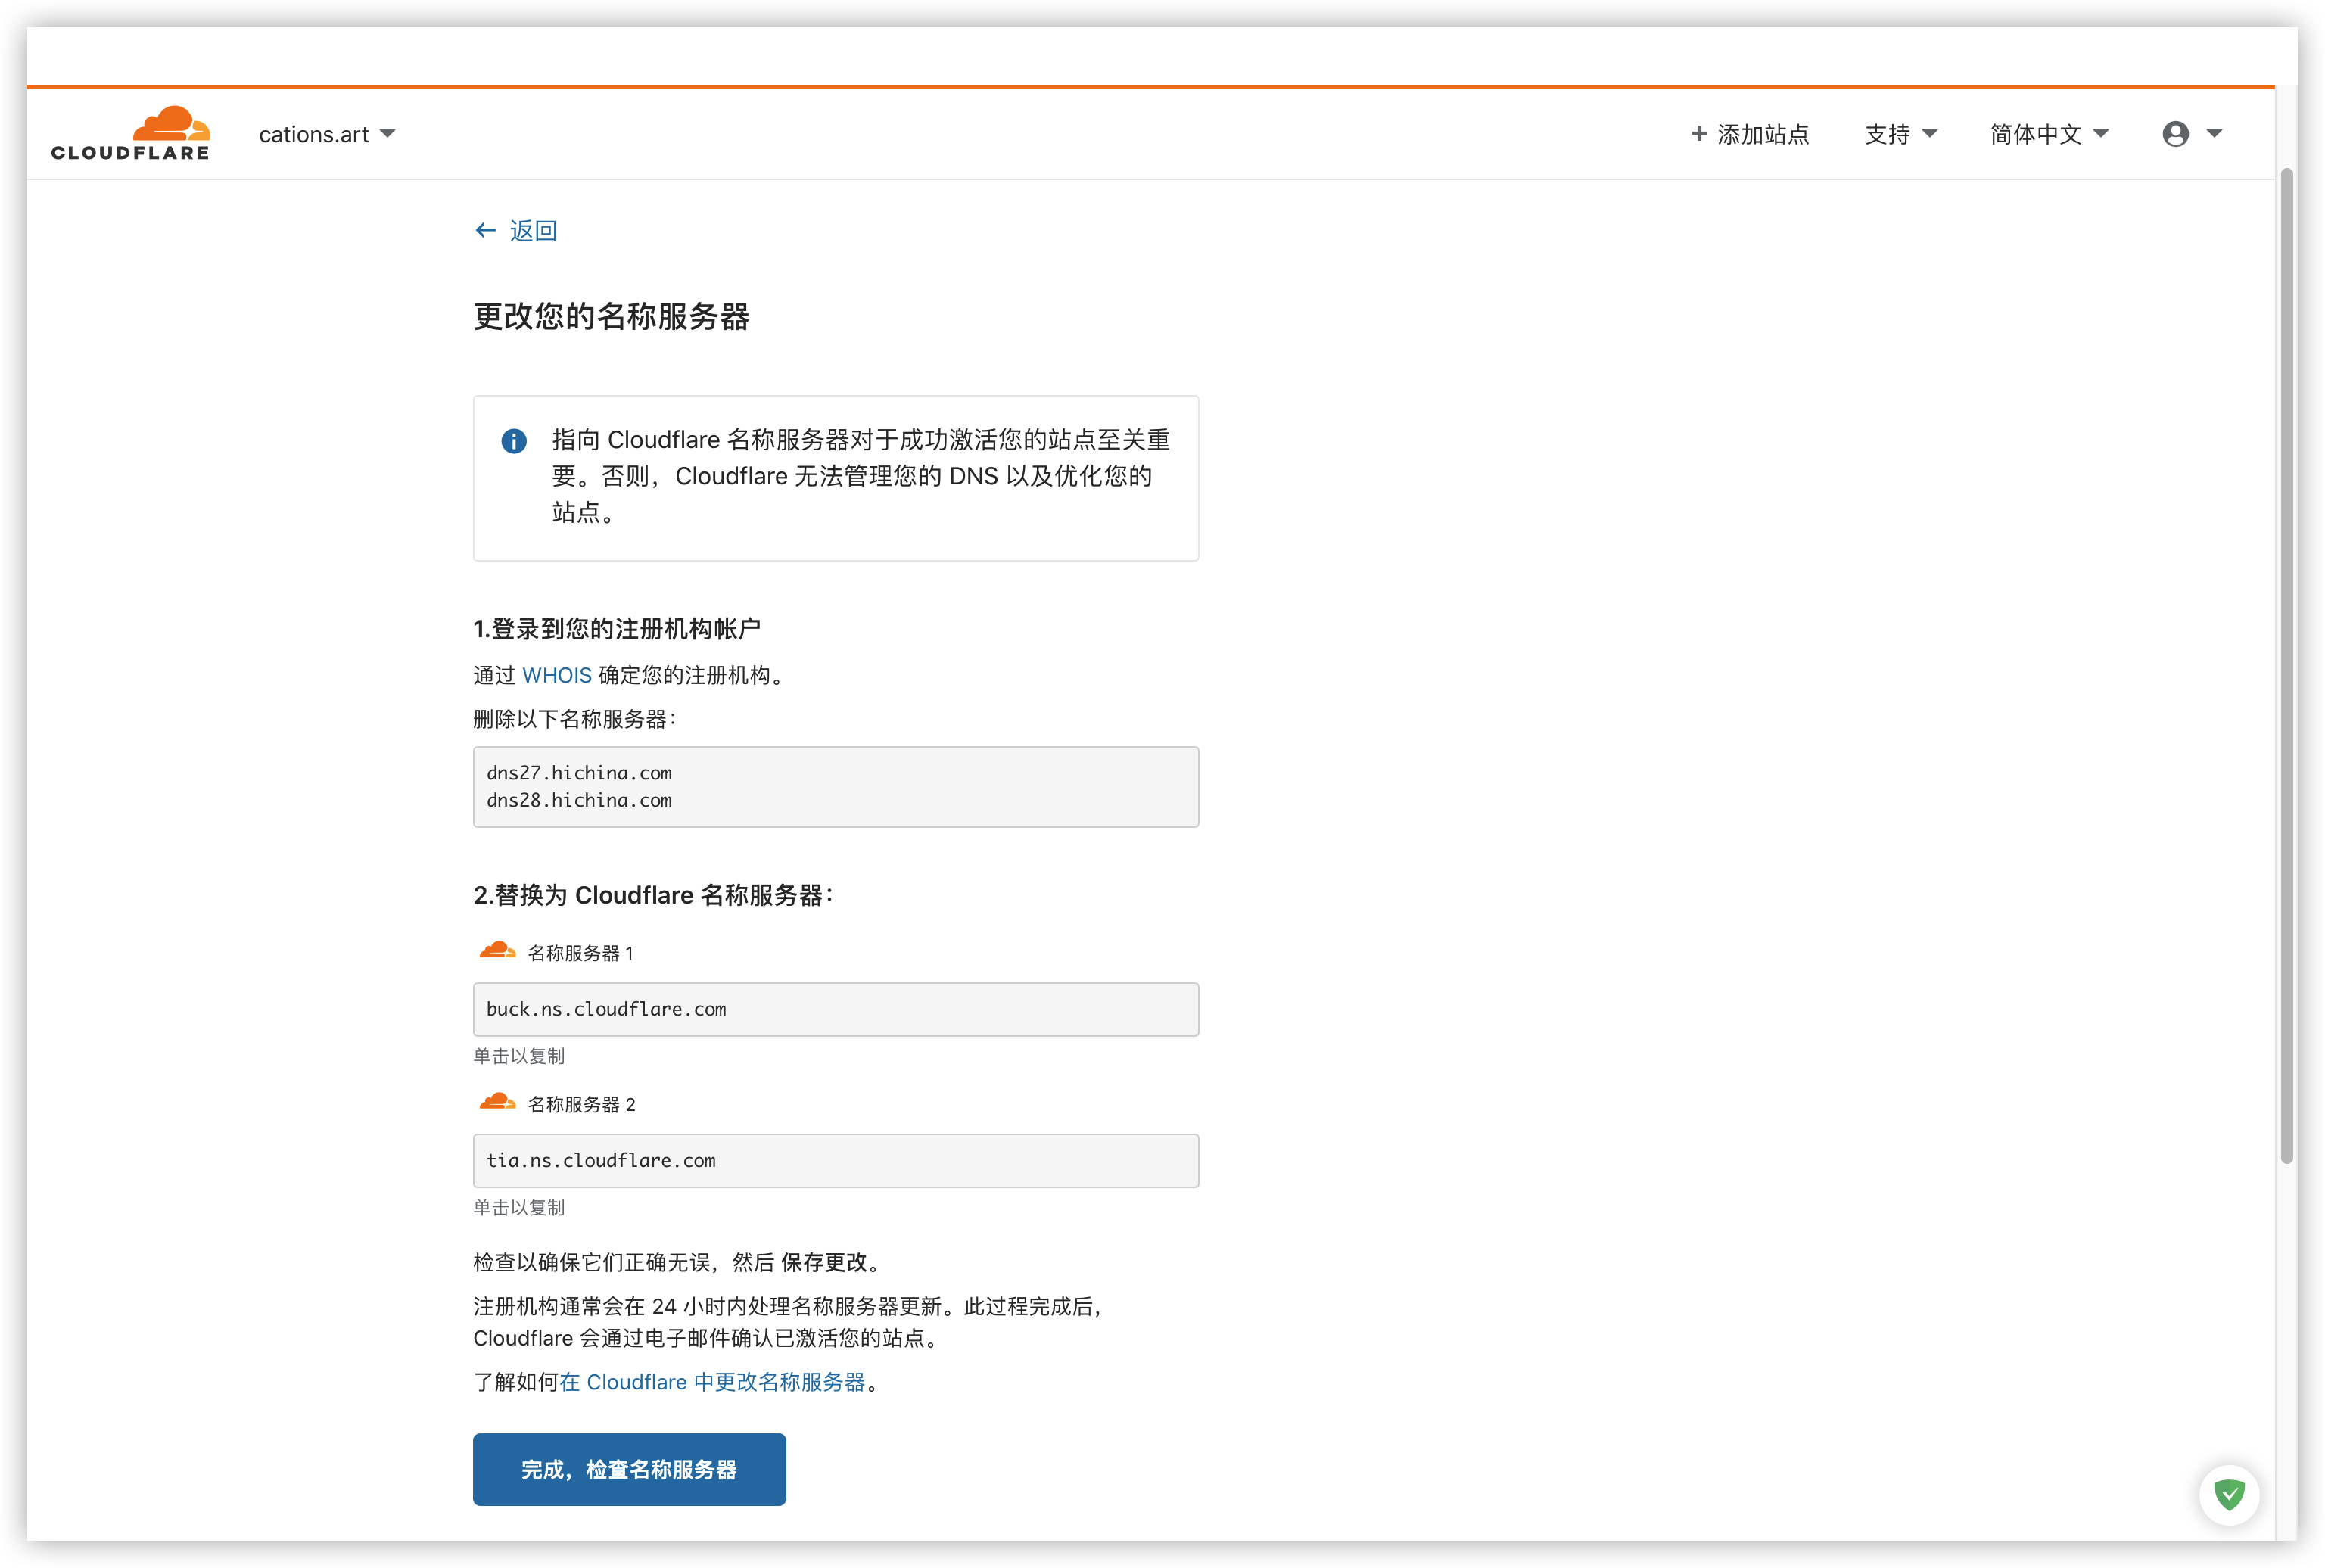 CLOUDFLARE
cations.art
+ 添加站点
支持
简体中文
← 返回
更改您的名称服务器
指向 Cloudflare 名称服务器对于成功激活您的站点至关重
要。否则，Cloudflare 无法管理您的 DNS 以及优化您的
站点。
1.登录到您的注册机构帐户
通过 WHOIS 确定您的注册机构。
删除以下名称服务器：
dns27.hichina.com
dns28.hichina.com
2.替换为 Cloudflare 名称服务器：
名称服务器 1
buck.ns.cloudflare.com
单击以复制
名称服务器 2
tia.ns.cloudflare.com
单击以复制
检查以确保它们正确无误，然后 保存更改。
注册机构通常会在 24 小时内处理名称服务器更新。此过程完成后，
Cloudflare 会通过电子邮件确认已激活您的站点。
了解如何在 Cloudflare 中更改名称服务器。
完成，检查名称服务器